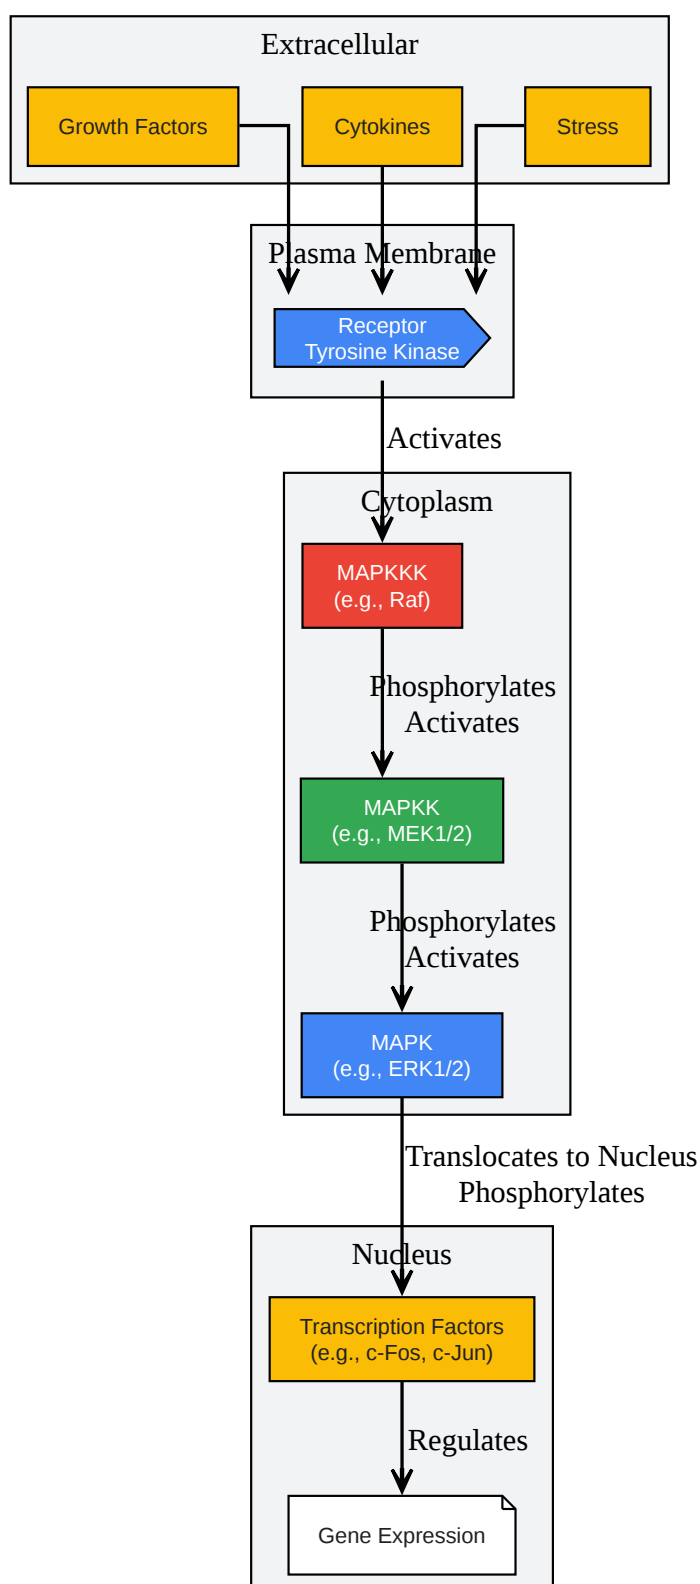 Extracellular
Growth Factors
Cytokines
Stress
Plasma Membrane
Receptor
Tyrosine Kinase
Activates
Cytoplasm
MAPKKK
(e.g., Raf)
Phosphorylates
Activates
MAPKK
(e.g., MEK1/2)
Phosphorylates
Activates
MAPK
(e.g., ERK1/2)
Translocates to Nucleus
Phosphorylates
Nucleus
Transcription Factors
(e.g., c-Fos, c-Jun)
Regulates
Gene Expression